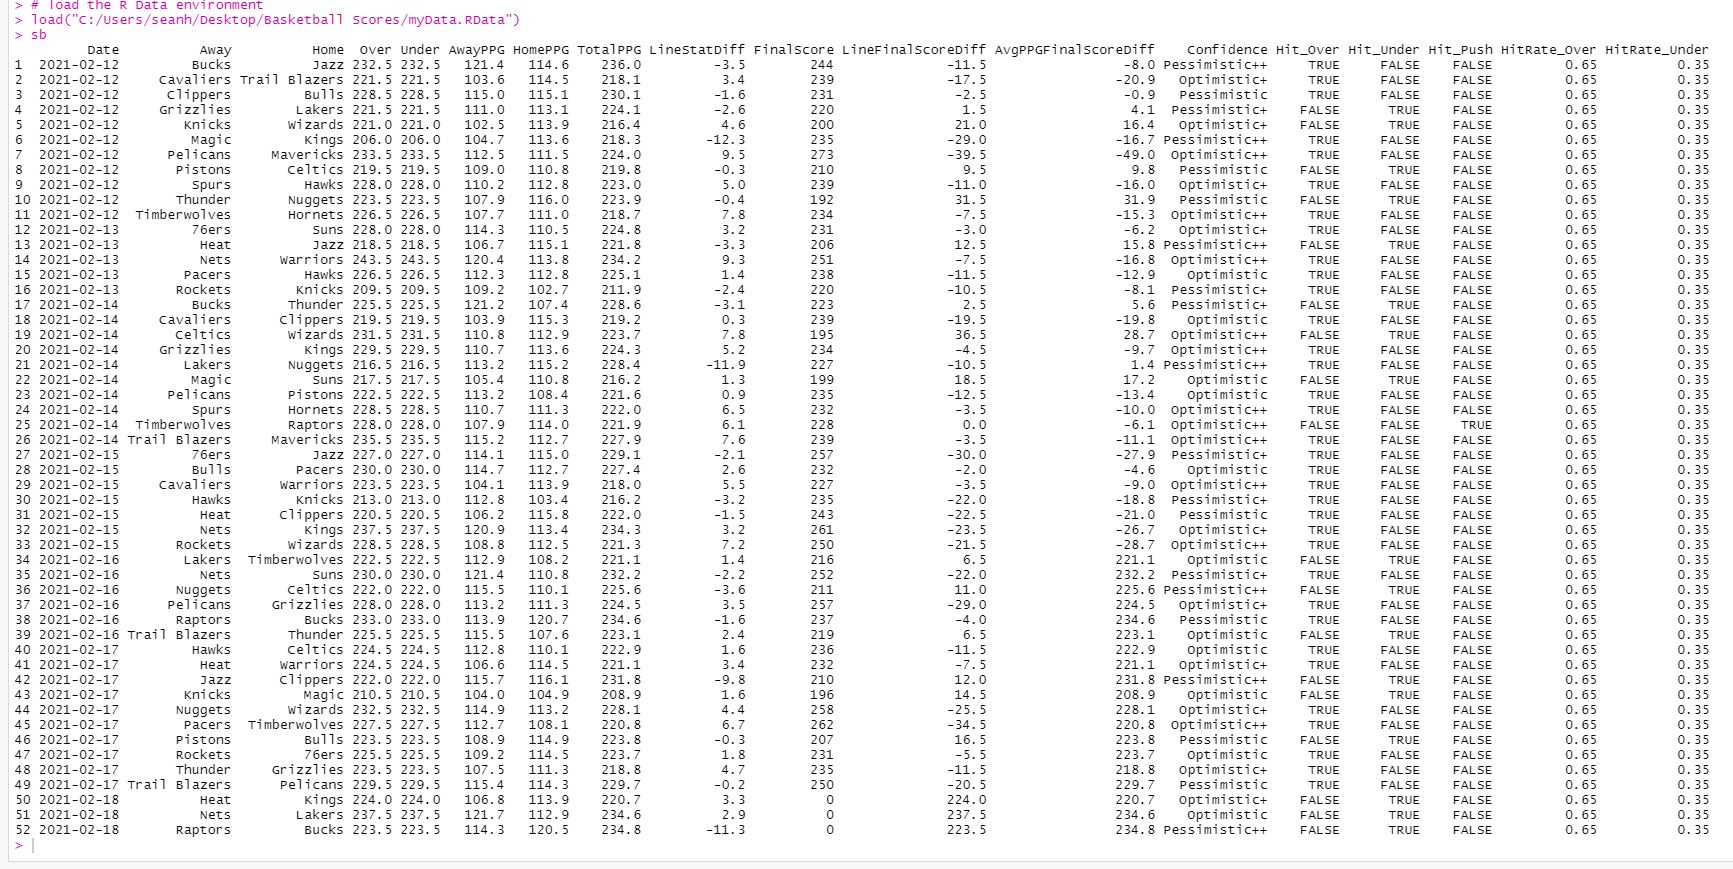 > # load the R Data environment
> load("C:/Users/seanh/Desktop/Basketball Scores/myData.RData")
> sb
Date Away Home Over Under AwayPPG HomePPG TotalPPG LineStatDiff FinalScore LineFinalScoreDiff AvgPPGFinalScoreDiff Confidence Hit_Over Hit_Under Hit_Push HitRate_Over HitRate_Under
1 2021-02-12 Bucks Jazz 232.5 232.5 121.4 114.6 236.0 -3.5 244 -11.5 -8.0 Pessimistic++ TRUE FALSE FALSE 0.65 0.35
2 2021-02-12 Cavaliers Trail Blazers 221.5 221.5 103.6 114.5 218.1 3.4 239 -17.5 -20.9 Optimistic+ TRUE FALSE FALSE 0.65 0.35
3 2021-02-12 Clippers Bulls 228.5 228.5 115.0 115.1 230.1 -1.6 231 -2.5 -0.9 Pessimistic TRUE FALSE FALSE 0.65 0.35
4 2021-02-12 Grizzlies Lakers 221.5 221.5 111.0 113.1 224.1 -2.6 220 1.5 4.1 Pessimistic+ FALSE TRUE FALSE 0.65 0.35
5 2021-02-12 Knicks Wizards 221.0 221.0 102.5 113.9 216.4 4.6 200 21.0 16.4 Optimistic+ FALSE TRUE FALSE 0.65 0.35
6 2021-02-12 Magic Kings 206.0 206.0 104.7 113.6 218.3 -12.3 235 -29.0 -16.7 Pessimistic++ TRUE FALSE FALSE 0.65 0.35
7 2021-02-12 Pelicans Mavericks 233.5 233.5 112.5 111.5 224.0 9.5 273 -39.5 -49.0 Optimistic++ TRUE FALSE FALSE 0.65 0.35
8 2021-02-12 Pistons Celtics 219.5 219.5 109.0 110.8 219.8 -0.3 210 9.5 9.8 Pessimistic FALSE TRUE FALSE 0.65 0.35
9 2021-02-12 Spurs Hawks 228.0 228.0 110.2 112.8 223.0 5.0 239 -11.0 -16.0 Optimistic+ TRUE FALSE FALSE 0.65 0.35
10 2021-02-12 Thunder Nuggets 223.5 223.5 107.9 116.0 223.9 -0.4 192 31.5 31.9 Pessimistic FALSE TRUE FALSE 0.65 0.35
11 2021-02-12 Timberwolves Hornets 226.5 226.5 107.7 111.0 218.7 7.8 234 -7.5 -15.3 Optimistic++ TRUE FALSE FALSE 0.65 0.35
12 2021-02-13 76ers Suns 228.0 228.0 114.3 110.5 224.8 3.2 231 -3.0 -6.2 Optimistic+ TRUE FALSE FALSE 0.65 0.35
13 2021-02-13 Heat Jazz 218.5 218.5 106.7 115.1 221.8 -3.3 206 12.5 15.8 Pessimistic++ FALSE TRUE FALSE 0.65 0.35
14 2021-02-13 Nets Warriors 243.5 243.5 120.4 113.8 234.2 9.3 251 -7.5 -16.8 Optimistic++ TRUE FALSE FALSE 0.65 0.35
15 2021-02-13 Pacers Hawks 226.5 226.5 112.3 112.8 225.1 1.4 238 -11.5 -12.9 Optimistic TRUE FALSE FALSE 0.65 0.35
16 2021-02-13 Rockets Knicks 209.5 209.5 109.2 102.7 211.9 -2.4 220 -10.5 -8.1 Pessimistic+ TRUE FALSE FALSE 0.65 0.35
17 2021-02-14 Bucks Thunder 225.5 225.5 121.2 107.4 228.6 -3.1 223 2.5 5.6 Pessimistic+ FALSE TRUE FALSE 0.65 0.35
18 2021-02-14 Cavaliers Clippers 219.5 219.5 103.9 115.3 219.2 0.3 239 -19.5 -19.8 Optimistic TRUE FALSE FALSE 0.65 0.35
19 2021-02-14 Celtics Wizards 231.5 231.5 110.8 112.9 223.7 7.8 195 36.5 28.7 Optimistic++ FALSE TRUE FALSE 0.65 0.35
20 2021-02-14 Grizzlies Kings 229.5 229.5 110.7 113.6 224.3 5.2 234 -4.5 -9.7 Optimistic++ TRUE FALSE FALSE 0.65 0.35
21 2021-02-14 Lakers Nuggets 216.5 216.5 113.2 115.2 228.4 -11.9 227 -10.5 1.4 Pessimistic++ TRUE FALSE FALSE 0.65 0.35
22 2021-02-14 Magic Suns 217.5 217.5 105.4 110.8 216.2 1.3 199 18.5 17.2 Optimistic FALSE TRUE FALSE 0.65 0.35
23 2021-02-14 Pelicans Pistons 222.5 222.5 113.2 108.4 221.6 0.9 235 -12.5 -13.4 Optimistic TRUE FALSE FALSE 0.65 0.35
24 2021-02-14 Spurs Hornets 228.5 228.5 110.7 111.3 222.0 6.5 232 -3.5 -10.0 Optimistic++ TRUE FALSE FALSE 0.65 0.35
25 2021-02-14 Timberwolves Raptors 228.0 228.0 107.9 114.0 221.9 6.1 228 0.0 -6.1 Optimistic++ FALSE FALSE TRUE 0.65 0.35
26 2021-02-14 Trail Blazers Mavericks 235.5 235.5 115.2 112.7 227.9 7.6 239 -3.5 -11.1 Optimistic++ TRUE FALSE FALSE 0.65 0.35
27 2021-02-15 76ers Jazz 227.0 227.0 114.1 115.0 229.1 -2.1 257 -30.0 -27.9 Pessimistic+ TRUE FALSE FALSE 0.65 0.35
28 2021-02-15 Bulls Pacers 230.0 230.0 114.7 112.7 227.4 2.6 232 -2.0 -4.6 Optimistic TRUE FALSE FALSE 0.65 0.35
29 2021-02-15 Cavaliers Warriors 223.5 223.5 104.1 113.9 218.0 5.5 227 -3.5 -9.0 Optimistic++ TRUE FALSE FALSE 0.65 0.35
30 2021-02-15 Hawks Knicks 213.0 213.0 112.8 103.4 216.2 -3.2 235 -22.0 -18.8 Pessimistic+ TRUE FALSE FALSE 0.65 0.35
31 2021-02-15 Heat Clippers 220.5 220.5 106.2 115.8 222.0 -1.5 243 -22.5 -21.0 Pessimistic TRUE FALSE FALSE 0.65 0.35
32 2021-02-15 Nets Kings 237.5 237.5 120.9 113.4 234.3 3.2 261 -23.5 -26.7 Optimistic+ TRUE FALSE FALSE 0.65 0.35
33 2021-02-15 Rockets Wizards 228.5 228.5 108.8 112.5 221.3 7.2 250 -21.5 -28.7 Optimistic++ TRUE FALSE FALSE 0.65 0.35
34 2021-02-16 Lakers Timberwolves 222.5 222.5 112.9 108.2 221.1 1.4 216 6.5 221.1 Optimistic FALSE TRUE FALSE 0.65 0.35
35 2021-02-16 Nets Suns 230.0 230.0 121.4 110.8 232.2 -2.2 252 -22.0 232.2 Pessimistic+ TRUE FALSE FALSE 0.65 0.35
36 2021-02-16 Nuggets Celtics 222.0 222.0 115.5 110.1 225.6 -3.6 211 11.0 225.6 Pessimistic++ FALSE TRUE FALSE 0.65 0.35
37 2021-02-16 Pelicans Grizzlies 228.0 228.0 113.2 111.3 224.5 3.5 257 -29.0 224.5 Optimistic+ TRUE FALSE FALSE 0.65 0.35
38 2021-02-16 Raptors Bucks 233.0 233.0 113.9 120.7 234.6 -1.6 237 -4.0 234.6 Pessimistic TRUE FALSE FALSE 0.65 0.35
39 2021-02-16 Trail Blazers Thunder 225.5 225.5 115.5 107.6 223.1 2.4 219 6.5 223.1 Optimistic FALSE TRUE FALSE 0.65 0.35
40 2021-02-17 Hawks Celtics 224.5 224.5 112.8 110.1 222.9 1.6 236 -11.5 222.9 Optimistic TRUE FALSE FALSE 0.65 0.35
41 2021-02-17 Heat Warriors 224.5 224.5 106.6 114.5 221.1 3.4 232 -7.5 221.1 Optimistic+ TRUE FALSE FALSE 0.65 0.35
42 2021-02-17 Jazz Clippers 222.0 222.0 115.7 116.1 231.8 -9.8 210 12.0 231.8 Pessimistic++ FALSE TRUE FALSE 0.65 0.35
43 2021-02-17 Knicks Magic 210.5 210.5 104.0 104.9 208.9 1.6 196 14.5 208.9 Optimistic FALSE TRUE FALSE 0.65 0.35
44 2021-02-17 Nuggets Wizards 232.5 232.5 114.9 113.2 228.1 4.4 258 -25.5 228.1 Optimistic+ TRUE FALSE FALSE 0.65 0.35
45 2021-02-17 Pacers Timberwolves 227.5 227.5 112.7 108.1 220.8 6.7 262 -34.5 220.8 Optimistic++ TRUE FALSE FALSE 0.65 0.35
46 2021-02-17 Pistons Bulls 223.5 223.5 108.9 114.9 223.8 -0.3 207 16.5 223.8 Pessimistic FALSE TRUE FALSE 0.65 0.35
47 2021-02-17 Rockets 76ers 225.5 225.5 109.2 114.5 223.7 1.8 231 -5.5 223.7 Optimistic TRUE FALSE FALSE 0.65 0.35
48 2021-02-17 Thunder Grizzlies 223.5 223.5 107.5 111.3 218.8 4.7 235 -11.5 218.8 Optimistic+ TRUE FALSE FALSE 0.65 0.35
49 2021-02-17 Trail Blazers Pelicans 229.5 229.5 115.4 114.3 229.7 -0.2 250 -20.5 229.7 Pessimistic TRUE FALSE FALSE 0.65 0.35
50 2021-02-18 Heat Kings 224.0 224.0 106.8 113.9 220.7 3.3 0 224.0 220.7 Optimistic+ FALSE TRUE FALSE 0.65 0.35
51 2021-02-18 Nets Lakers 237.5 237.5 121.7 112.9 234.6 2.9 0 237.5 234.6 Optimistic FALSE TRUE FALSE 0.65 0.35
52 2021-02-18 Raptors Bucks 223.5 223.5 114.3 120.5 234.8 -11.3 0 223.5 234.8 Pessimistic++ FALSE TRUE FALSE 0.65 0.35
>